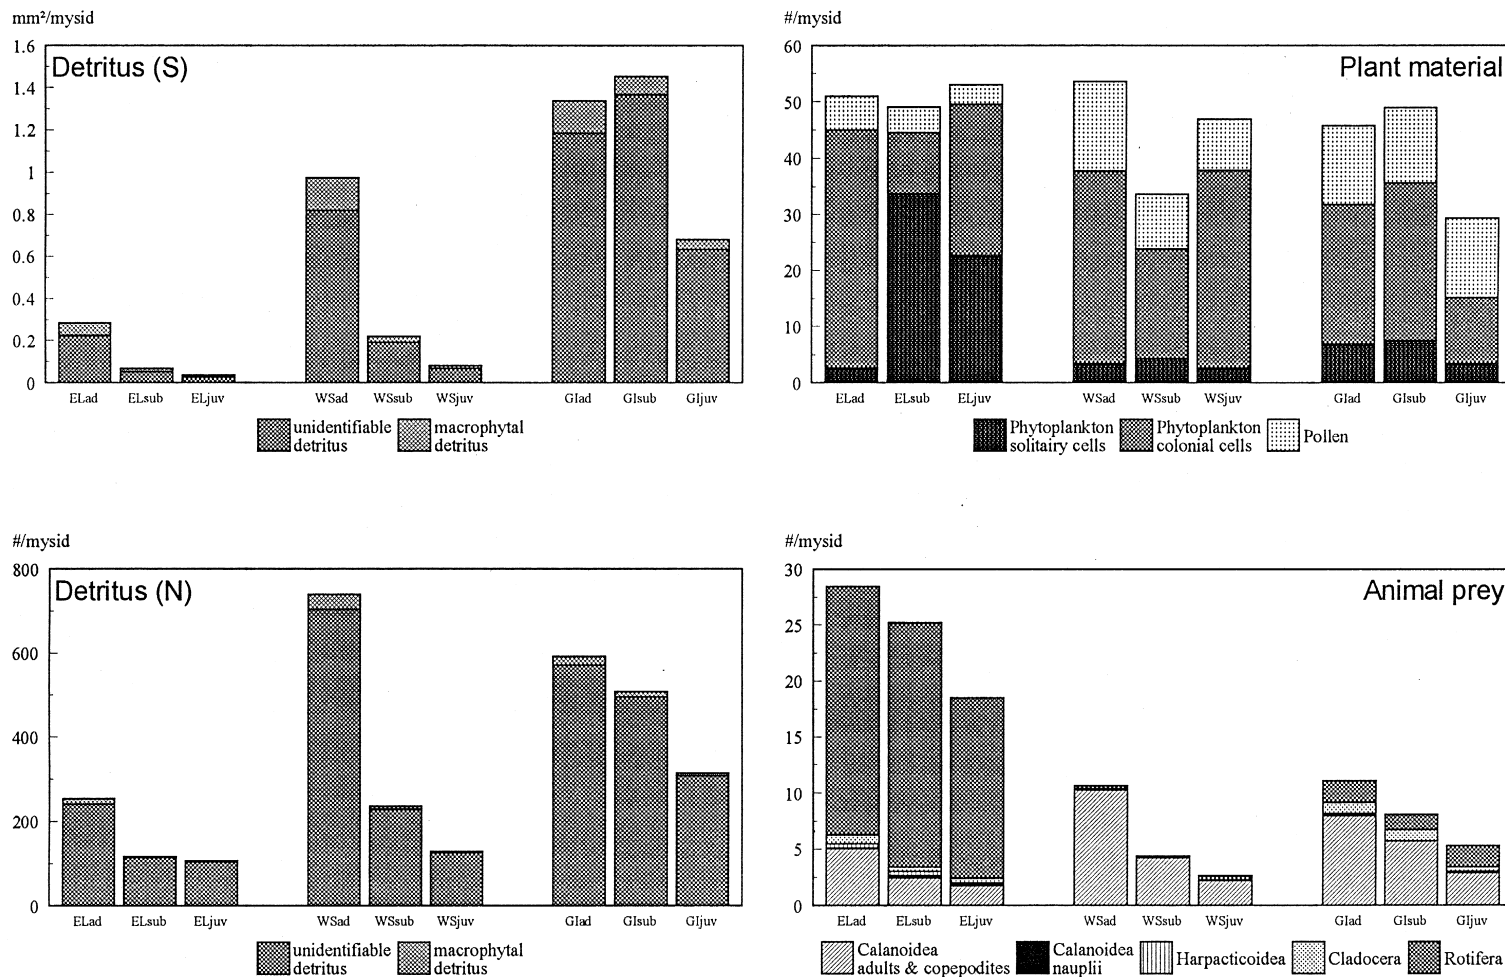 mm²/mysid
Detritus (S)
1.6
1.4
1.2
1
0.8
0.6
0.4
0.2
0
ELad ELsub ELjuv WSad WSsub WSjuv GIad GIsub GIjuv
unidentifiable
detritus
macrophytal
detritus
#/mysid
Plant material
60
50
40
30
20
10
0
ELad ELsub ELjuv WSad WSsub WSjuv GIad GIsub GIjuv
Phytoplankton
solitairy cells
Phytoplankton
colonial cells
Pollen
#/mysid
Detritus (N)
800
600
400
200
0
ELad ELsub ELjuv WSad WSsub WSjuv GIad GIsub GIjuv
unidentifiable
detritus
macrophytal
detritus
#/mysid
Animal prey
30
25
20
15
10
5
0
ELad ELsub ELjuv WSad WSsub WSjuv GIad GIsub GIjuv
Calanoidea
adults & copepodites
Calanoidea
nauplii
Harpacticoidea
Cladocera
Rotifera